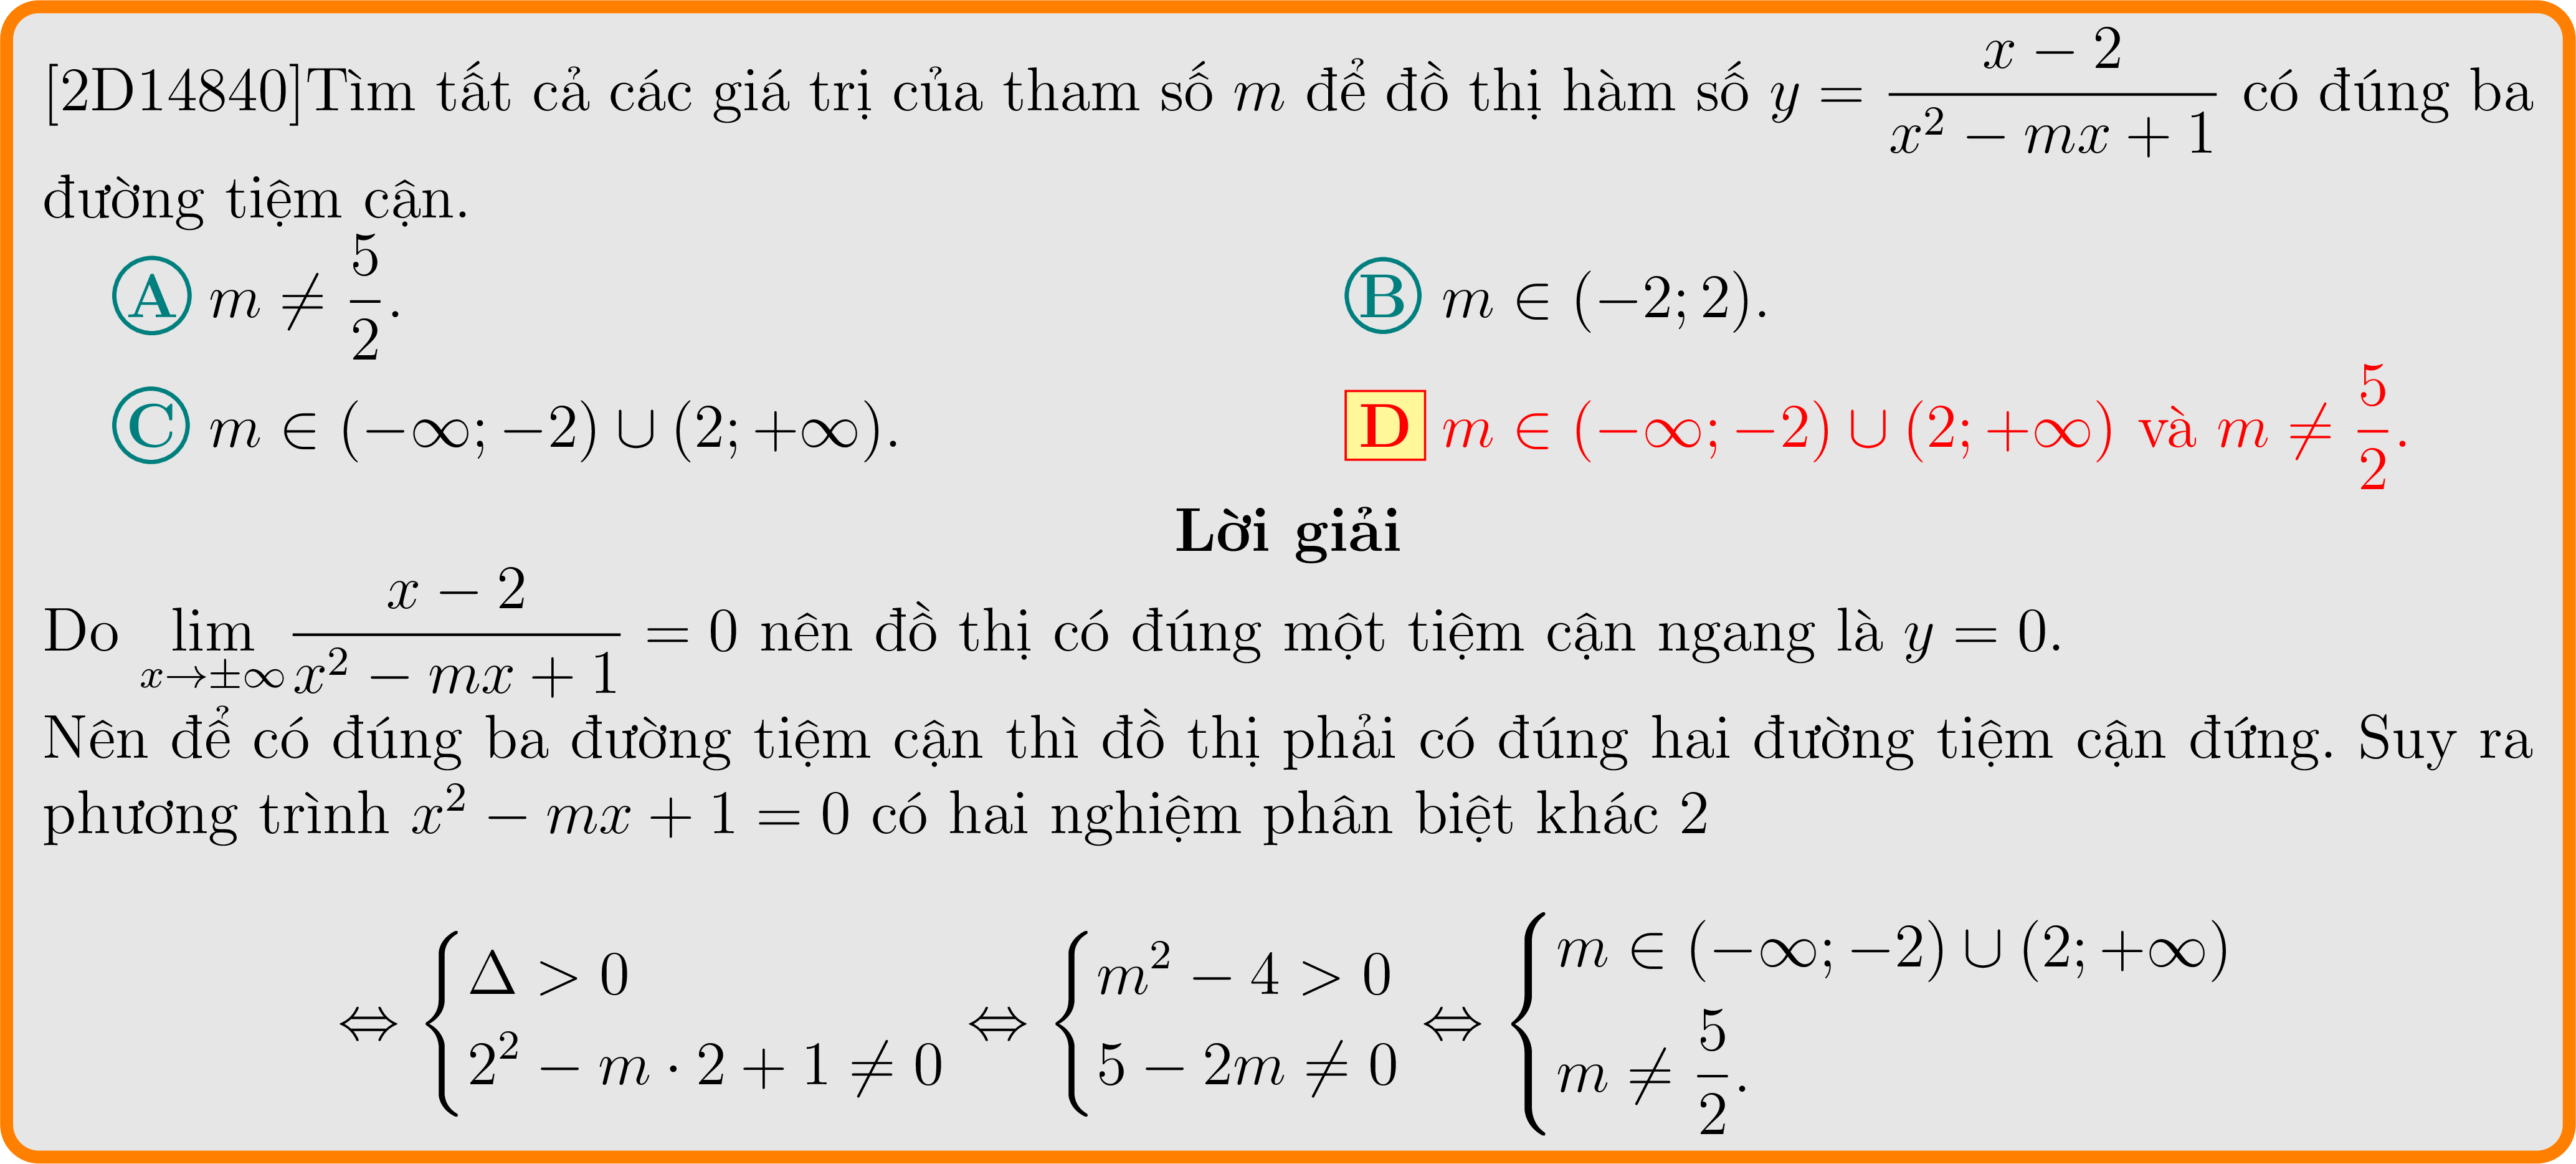 [2D14840]Tìm tất cả các giá trị của tham số $m$ để đồ thị hàm số $y = \dfrac{x-2}{x^2-mx+1}$ có đúng ba
đường tiệm cận.
A $m \neq \dfrac{5}{2}$. B $m \in (-2; 2)$.
C $m \in (-\infty; -2) \cup (2; +\infty)$. D $m \in (-\infty; -2) \cup (2; +\infty)$ và $m \neq \dfrac{5}{2}$.
Lời giải
Do $\lim\limits_{x \to \pm\infty} \dfrac{x-2}{x^2-mx+1} = 0$ nên đồ thị có đúng một tiệm cận ngang là $y = 0$.
Nên để có đúng ba đường tiệm cận thì đồ thị phải có đúng hai đường tiệm cận đứng. Suy ra
phương trình $x^2 - mx + 1 = 0$ có hai nghiệm phân biệt khác 2
$\Leftrightarrow \begin{cases} \Delta > 0 \\ 2^2 - m \cdot 2 + 1 \neq 0 \end{cases} \Leftrightarrow \begin{cases} m^2 - 4 > 0 \\ 5 - 2m \neq 0 \end{cases} \Leftrightarrow \begin{cases} m \in (-\infty; -2) \cup (2; +\infty) \\ m \neq \dfrac{5}{2}. \end{cases}$